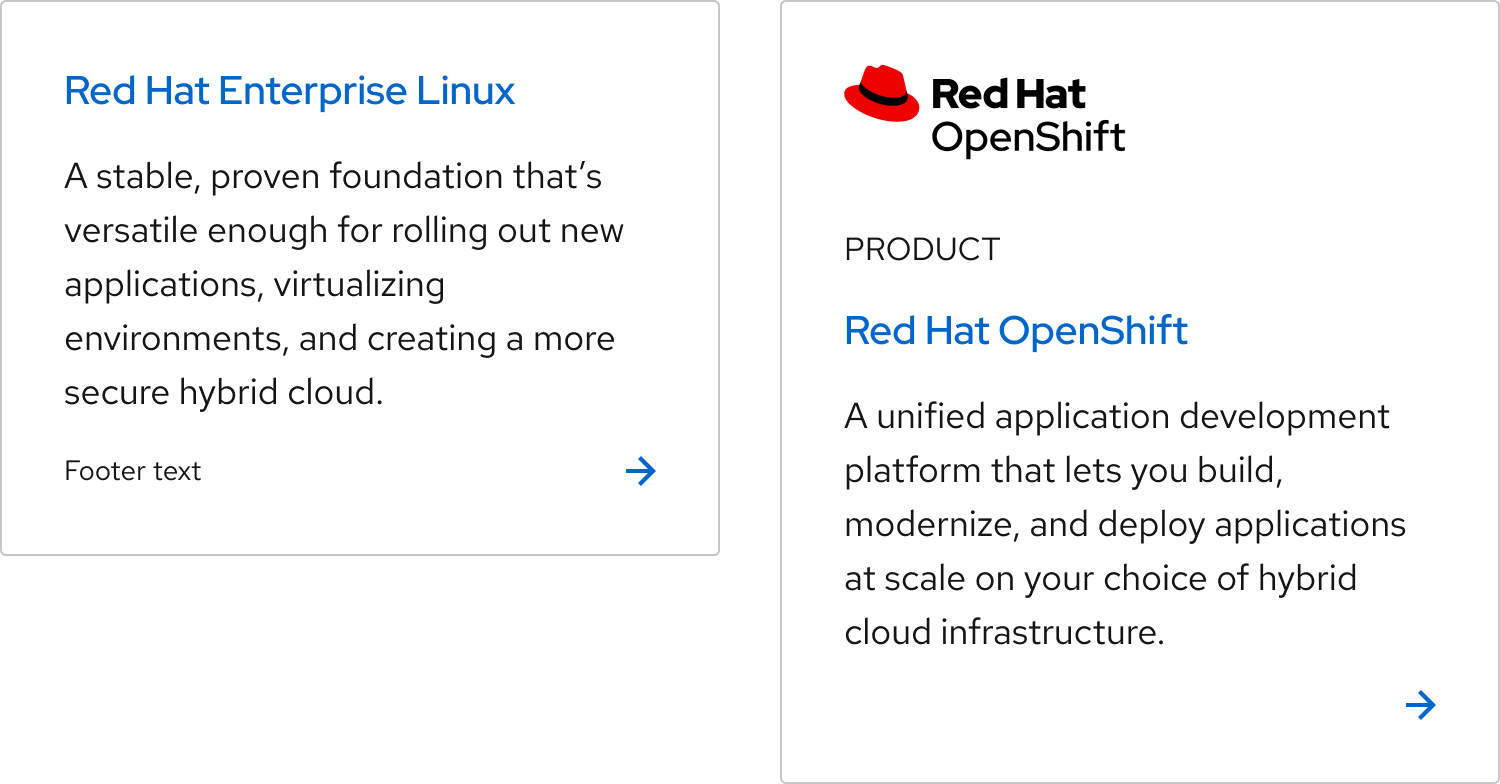 Red Hat Enterprise Linux
A stable, proven foundation that’s
versatile enough for rolling out new
applications, virtualizing
environments, and creating a more
secure hybrid cloud.
Footer text
Red Hat
OpenShift
PRODUCT
Red Hat OpenShift
A unified application development
platform that lets you build,
modernize, and deploy applications
at scale on your choice of hybrid
cloud infrastructure.